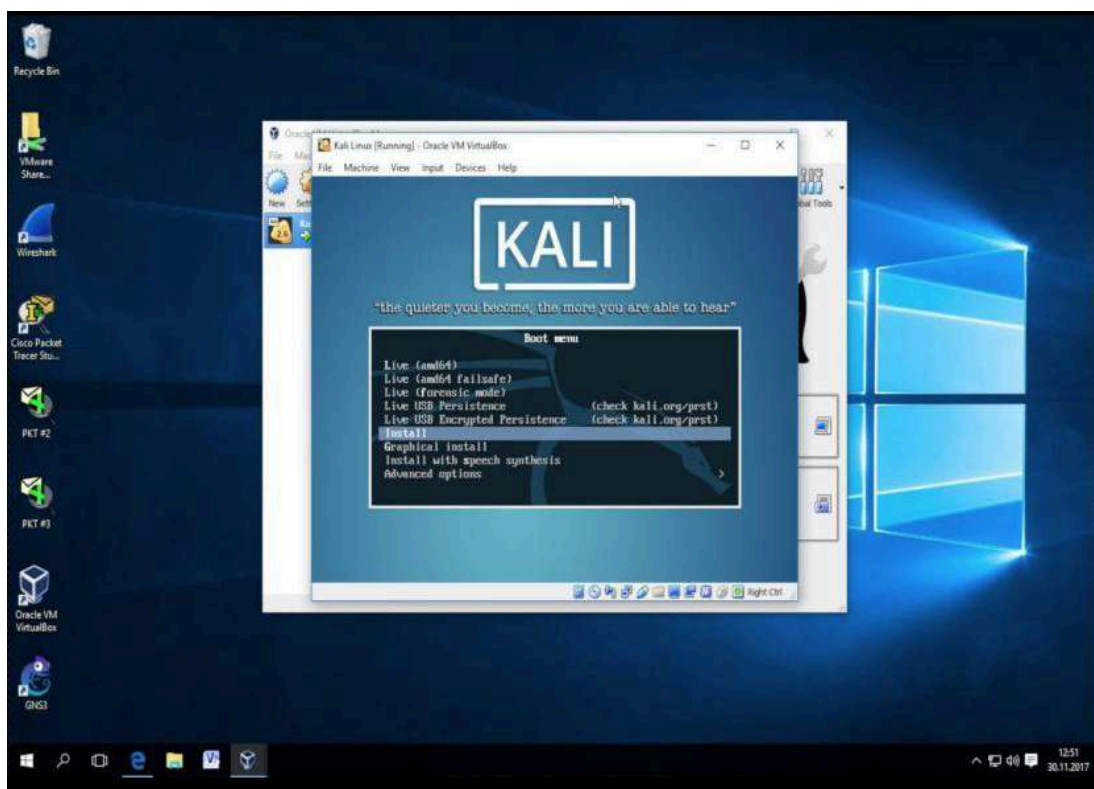 Recycle Bin
VMware
Share...
Wireshark
Cisco Packet
Tracer Stu...
PKT #2
PKT #3
Oracle VM
VirtualBox
GNS3
File
New
2.6
Kali Linux [Running] - Oracle VM VirtualBox
File Machine View Input Devices Help
Tools
KALI
"the quieter you become, the more you are able to hear"
Boot menu
Live (amd64)
Live (amd64 failsafe)
Live (forensic mode)
Live USB Persistence (check kali.org/prst)
Live USB Encrypted Persistence (check kali.org/prst)
Install
Graphical install
Install with speech synthesis
Advanced options >
Right Ctrl
12:51
30.11.2017